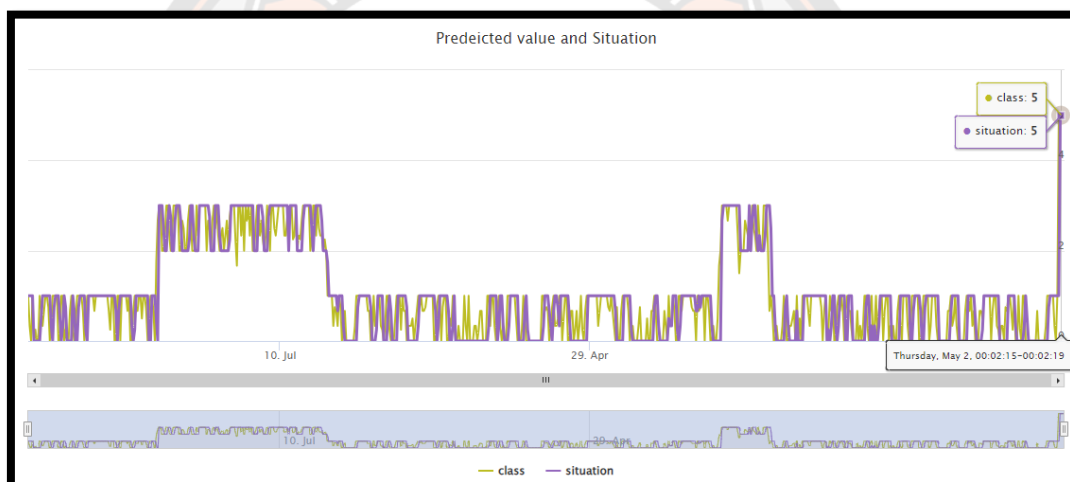 Predeicted value and Situation
class: 5
situation: 5
4
2
0
10. Jul
29. Apr
Thursday, May 2, 00:02:15-00:02:19
10. Jul
29. Apr
class
situation